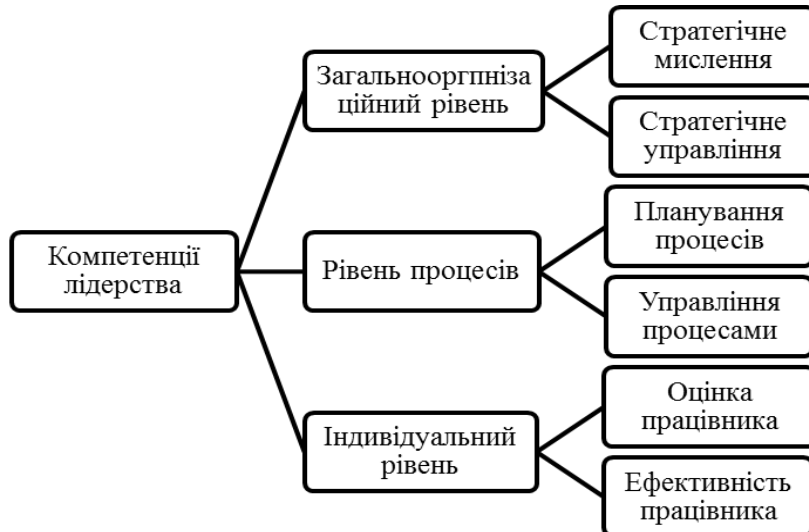 Компетенції
лідерства
Загальнооргпніза
ційний рівень
Стратегічне
мислення
Стратегічне
управління
Рівень процесів
Планування
процесів
Управління
процесами
Індивідуальний
рівень
Оцінка
працівника
Ефективність
працівника